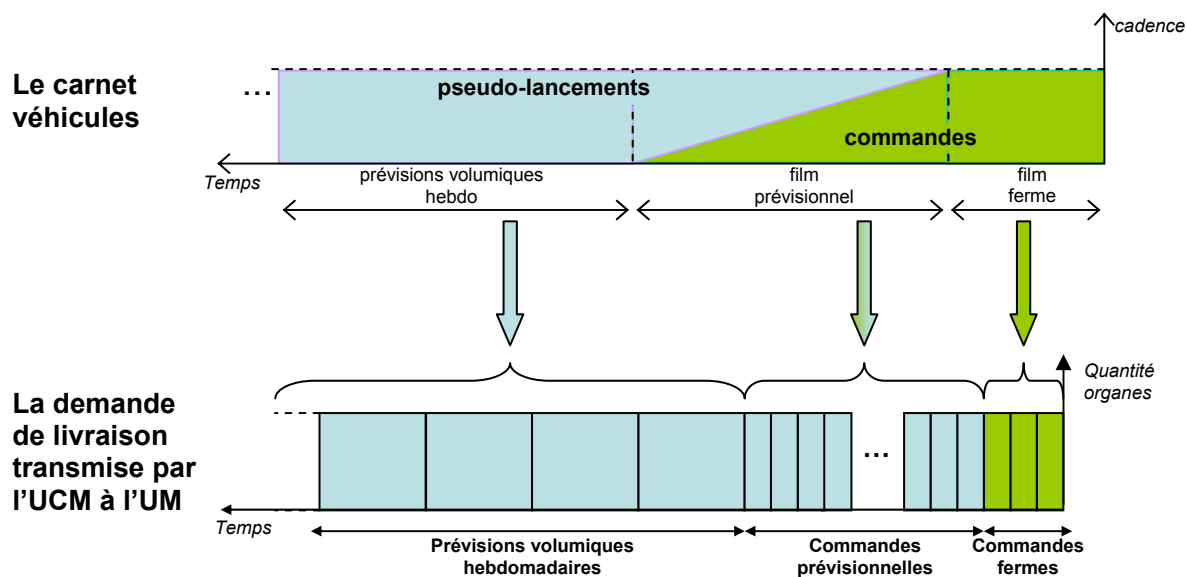 cadence
Le carnet
véhicules
...
pseudo-lancements
commandes
Temps
prévisions volumiques
hebdo
film
prévisionnel
film
ferme
La demande
de livraison
transmise par
l'UCM à l'UM
Quantité
organes
...
Temps
Prévisions volumiques
hebdomadaires
Commandes
prévisionnelles
Commandes
fermes